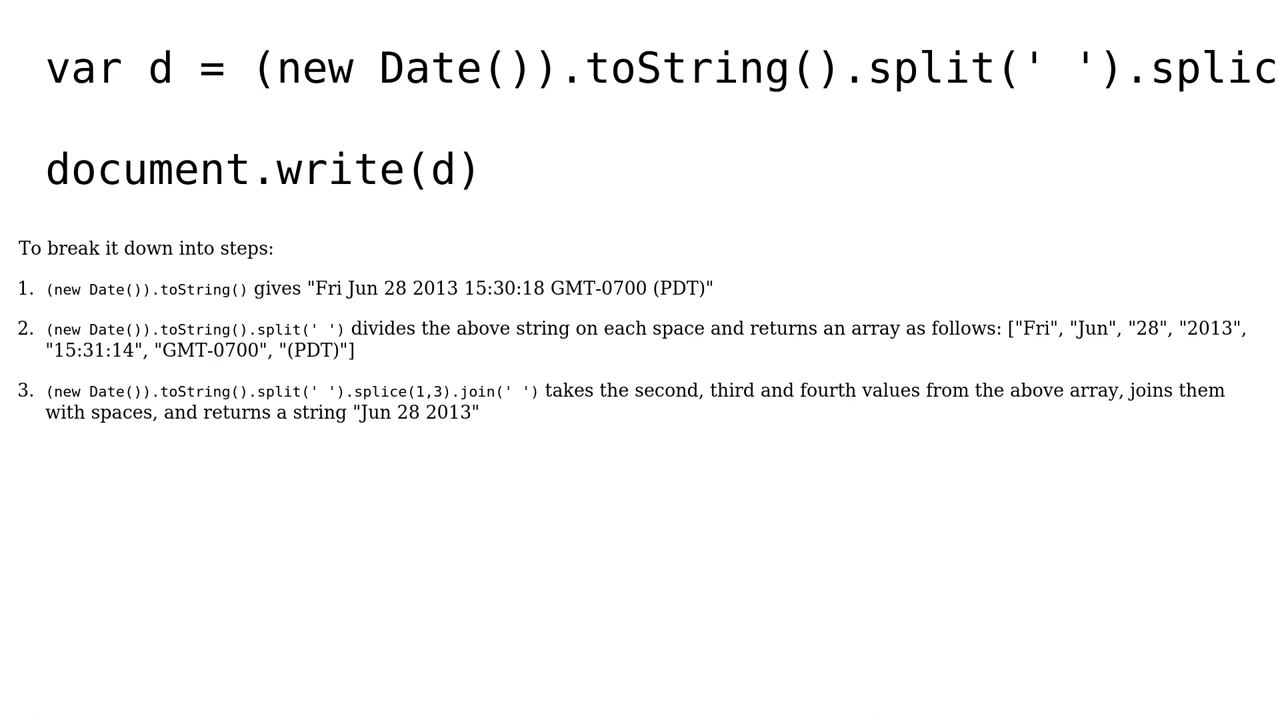 var d = (new Date()).toString().split(' ').splic
document.write(d)
To break it down into steps:
1. (new Date()).toString() gives "Fri Jun 28 2013 15:30:18 GMT-0700 (PDT)"
2. (new Date()).toString().split(' ') divides the above string on each space and returns an array as follows: ["Fri", "Jun", "28", "2013",
"15:31:14", "GMT-0700", "(PDT)"]
3. (new Date()).toString().split(' ').splice(1,3).join(' ') takes the second, third and fourth values from the above array, joins them
with spaces, and returns a string "Jun 28 2013"